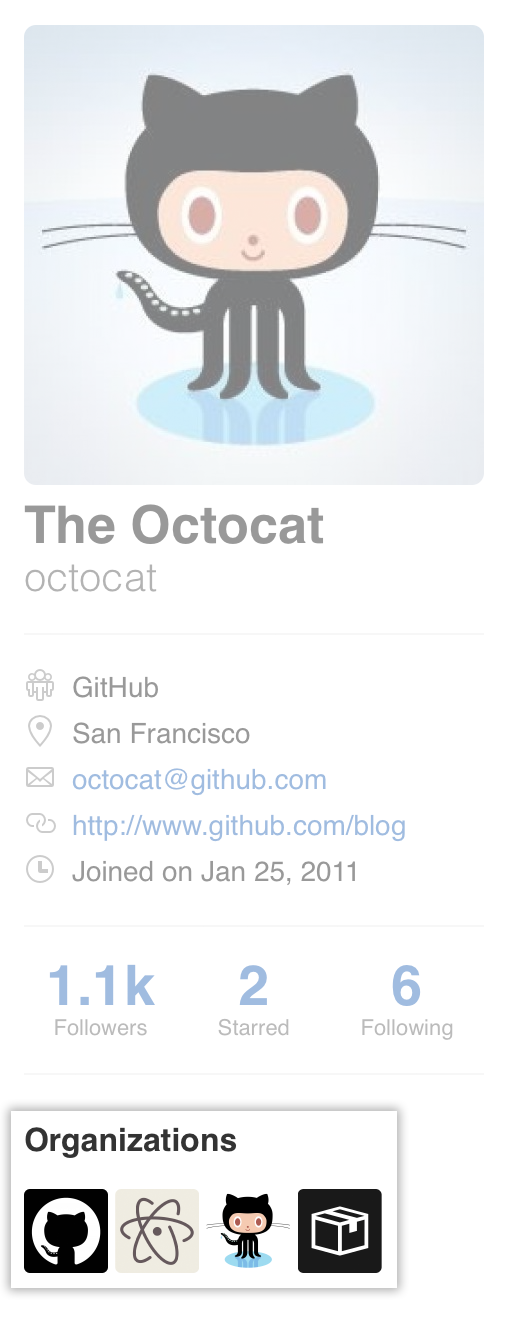 The Octocat
octocat
GitHub
San Francisco
octocat@github.com
http://www.github.com/blog
Joined on Jan 25, 2011
1.1k 2 6
Followers Starred Following
Organizations